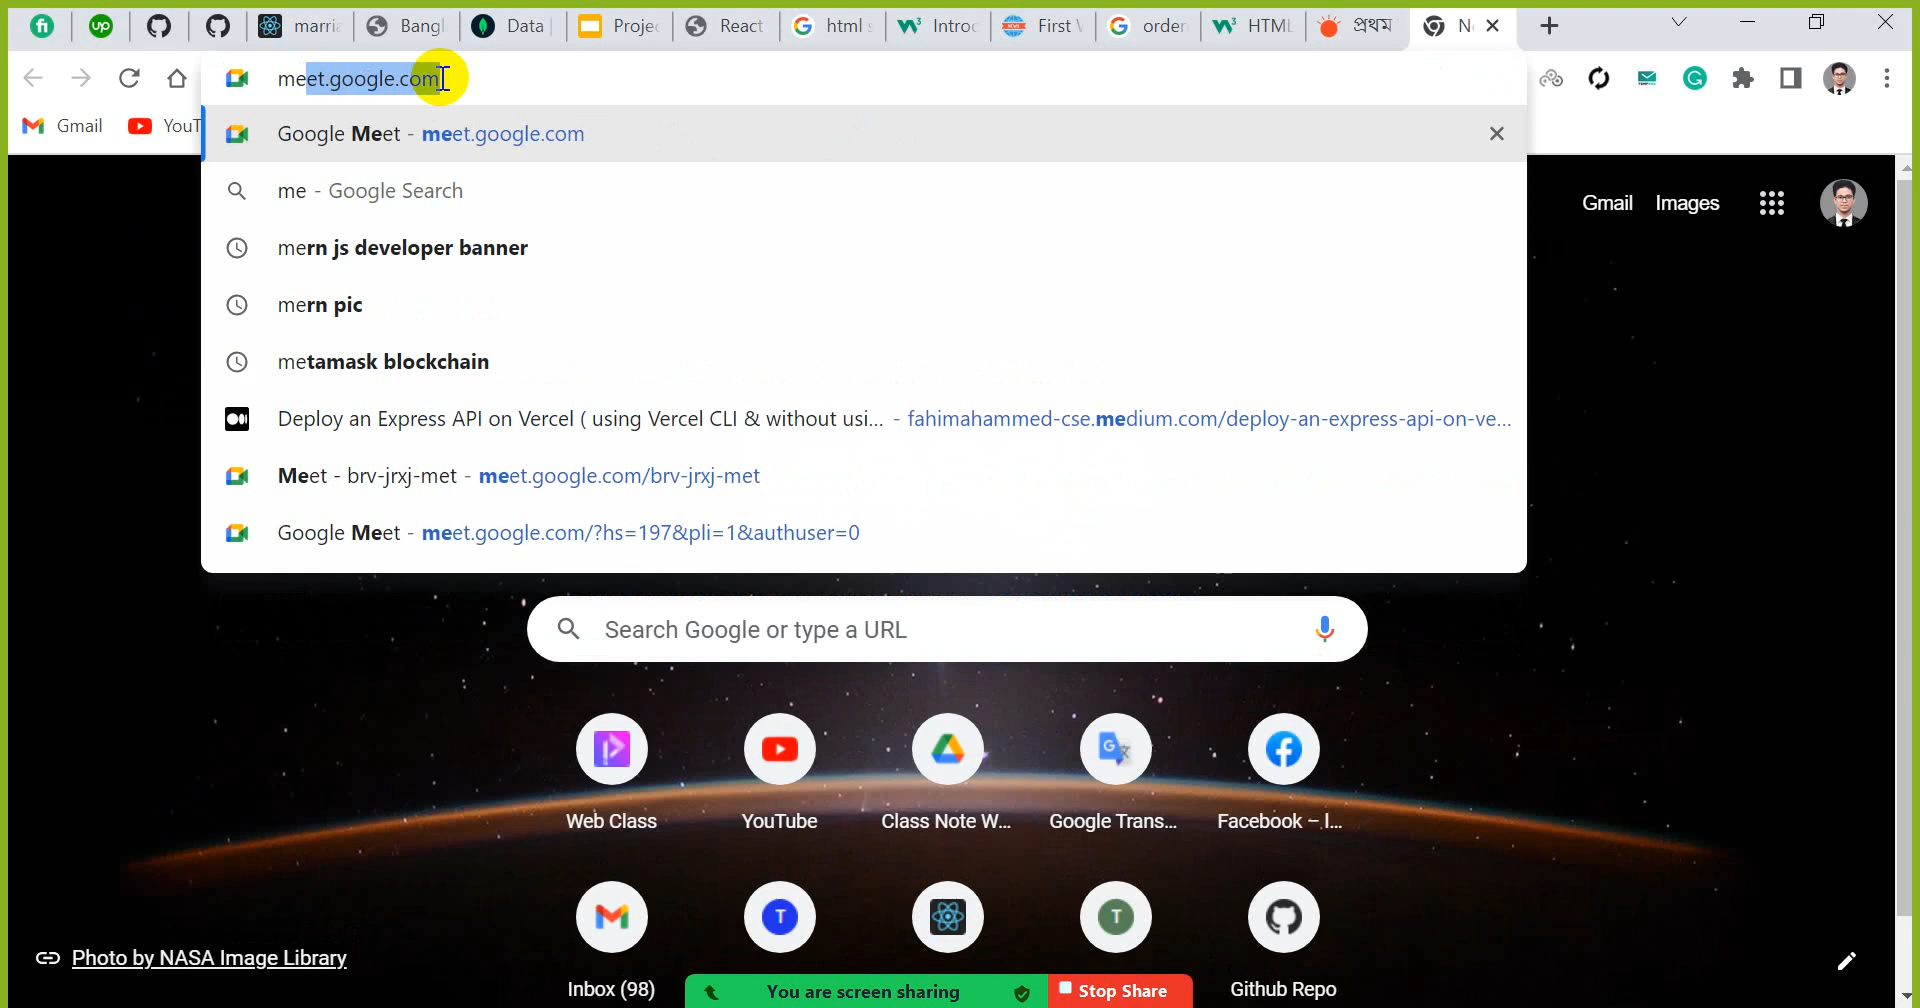 up marria Bangl Data Projec React html s Introd First \ order HTML প্রথম N
meet.google.com
Gmail YouT
Google Meet - meet.google.com
me - Google Search
Gmail Images
mern js developer banner
mern pic
metamask blockchain
Deploy an Express API on Vercel ( using Vercel CLI & without usi... - fahimahammed-cse.medium.com/deploy-an-express-api-on-ve...
Meet - brv-jrxj-met - meet.google.com/brv-jrxj-met
Google Meet - meet.google.com/?hs=197&pli=1&authuser=0
Search Google or type a URL
Web Class YouTube Class Note W... Google Trans... Facebook – l...
T T
Photo by NASA Image Library
Inbox (98) Github Repo
You are screen sharing Stop Share